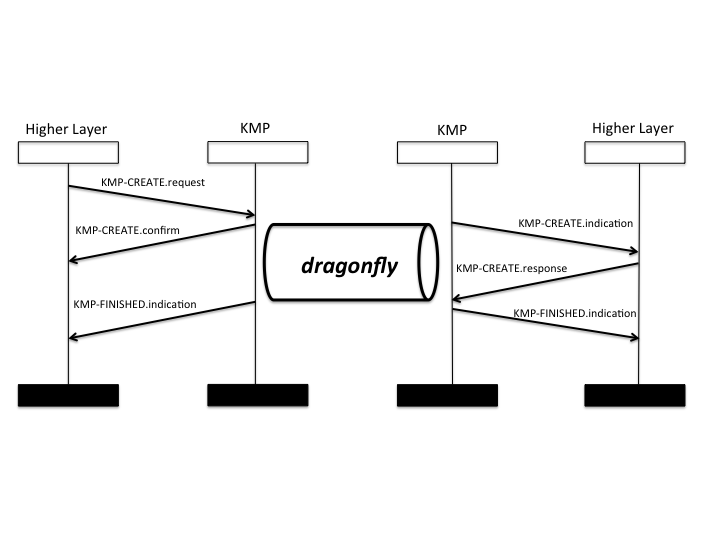 Higher Layer
KMP
KMP
Higher Layer
KMP-CREATE.request
KMP-CREATE.confirm
KMP-CREATE.indication
dragonfly
KMP-CREATE.response
KMP-FINISHED.indication
KMP-FINISHED.indication